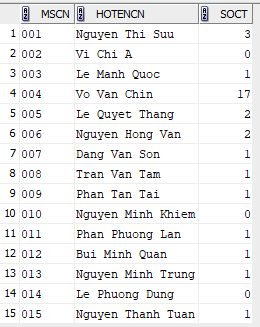 MSCN HOTENCN SOCT
1 001 Nguyen Thi Suu 3
2 002 Vi Chi A 0
3 003 Le Manh Quoc 1
4 004 Vo Van Chin 17
5 005 Le Quyet Thang 2
6 006 Nguyen Hong Van 2
7 007 Dang Van Son 1
8 008 Tran Van Tam 1
9 009 Phan Tan Tai 1
10 010 Nguyen Minh Khiem 0
11 011 Phan Phuong Lan 1
12 012 Bui Minh Quan 1
13 013 Nguyen Minh Trung 1
14 014 Le Phuong Dung 0
15 015 Nguyen Thanh Tuan 1